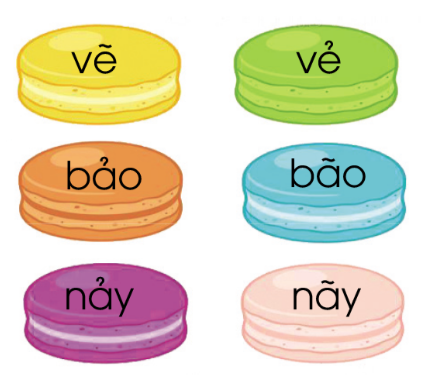 vẽ vẻ
bảo bão
nảy nãy